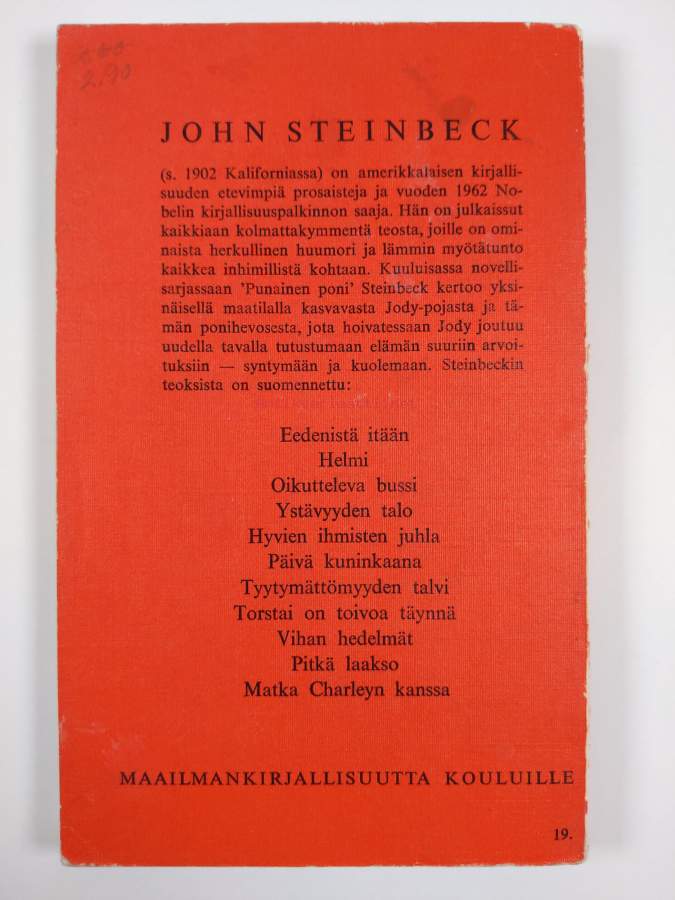 2.90
JOHN STEINBECK
(s. 1902 Kaliforniassa) on amerikkalaisen kirjalli-
suuden etevimpiä prosaisteja ja vuoden 1962 No-
belin kirjallisuuspalkinnon saaja. Hän on julkaissut
kaikkiaan kolmattakymmentä teosta, joille on omi-
naista herkullinen huumori ja lämmin myötätunto
kaikkea inhimillistä kohtaan. Kuuluisassa novelli-
sarjassaan 'Punainen poni' Steinbeck kertoo yksi-
näisellä maatilalla kasvavasta Jody-pojasta ja tä-
män ponihevosesta, jota hoivatessaan Jody joutuu
uudella tavalla tutustumaan elämän suuriin arvoi-
tuksiin — syntymään ja kuolemaan. Steinbeckin
teoksista on suomennettu:
Eedenistä itään
Helmi
Oikutteleva bussi
Ystävyyden talo
Hyvien ihmisten juhla
Päivä kuninkaana
Tyytymättömyyden talvi
Torstai on toivoa täynnä
Vihan hedelmät
Pitkä laakso
Matka Charleyn kanssa
MAAILMANKIRJALLISUUTTA KOULUILLE
19.